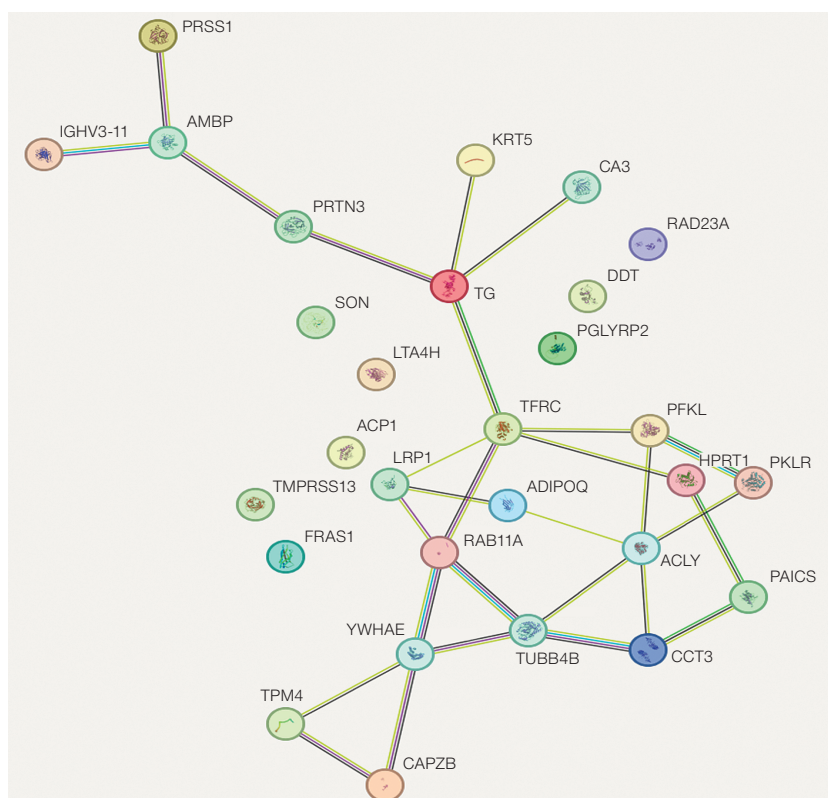 PRSS1
AMBP
IGHV3-11
KRT5
CA3
PRTN3
RAD23A
DDT
TG
SON
PGLYRP2
LTA4H
TFRC
PFKL
ACP1
LRP1
HPRT1
PKLR
TMPRSS13
ADIPOQ
FRAS1
RAB11A
ACLY
PAICS
YWHAE
TUBB4B
CCT3
TPM4
CAPZB